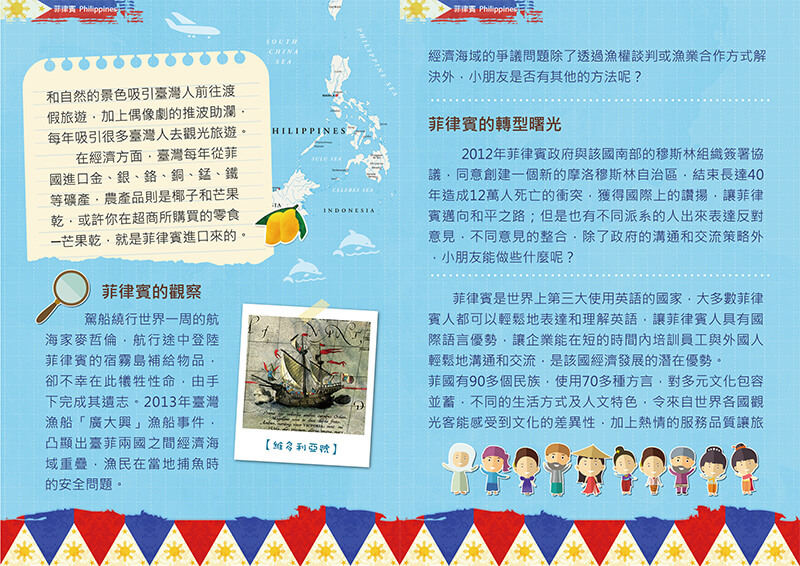 菲律賓 Philippines
SOUTH
CHINA
SEA
PHILIPPINE SEA
PHILIPPINES
SULU SEA
CELEBES SEA
INDONESIA
和自然的景色吸引臺灣人前往渡
假旅遊，加上偶像劇的推波助瀾，
每年吸引很多臺灣人去觀光旅遊。
在經濟方面，臺灣每年從菲
國進口金、銀、鉻、銅、錳、鐵
等礦產，農產品則是椰子和芒果
乾，或許你在超商所購買的零食
—芒果乾，就是菲律賓進口來的。
菲律賓的觀察
駕船繞行世界一周的航
海家麥哲倫，航行途中登陸
菲律賓的宿霧島補給物品，
卻不幸在此犧牲性命，由手
下完成其遺志。2013年臺灣
漁船「廣大興」漁船事件，
凸顯出臺菲兩國之間經濟海
域重疊，漁民在當地捕魚時
的安全問題。
【維多利亞號】
菲律賓 Philippines
經濟海域的爭議問題除了透過漁權談判或漁業合作方式解
決外，小朋友是否有其他的方法呢？
菲律賓的轉型曙光
2012年菲律賓政府與該國南部的穆斯林組織簽署協
議，同意創建一個新的摩洛穆斯林自治區，結束長達40
年造成12萬人死亡的衝突，獲得國際上的讚揚，讓菲律
賓邁向和平之路；但是也有不同派系的人出來表達反對
意見，不同意見的整合，除了政府的溝通和交流策略外
，小朋友能做些什麼呢？
菲律賓是世界上第三大使用英語的國家，大多數菲律
賓人都可以輕鬆地表達和理解英語，讓菲律賓人具有國
際語言優勢，讓企業能在短的時間內培訓員工與外國人
輕鬆地溝通和交流，是該國經濟發展的潛在優勢。
菲國有90多個民族，使用70多種方言，對多元文化包容
並蓄，不同的生活方式及人文特色，令來自世界各國觀
光客能感受到文化的差異性，加上熱情的服務品質讓旅